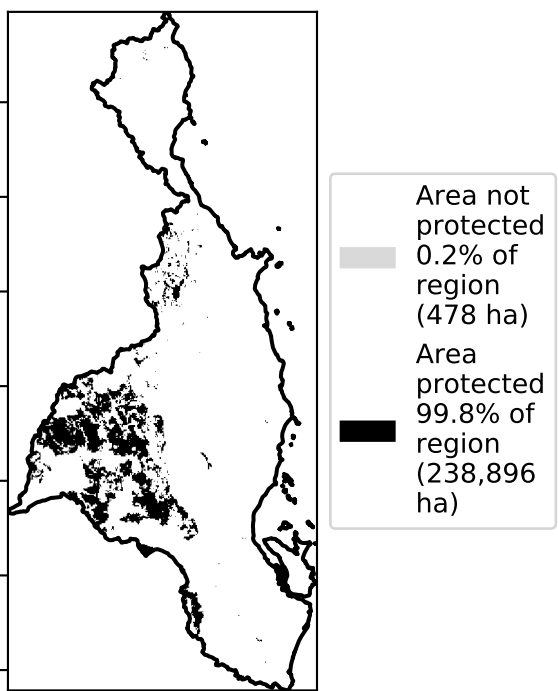 Area not
protected
0.2% of
region
(478 ha)
Area
protected
99.8% of
region
(238,896
ha)